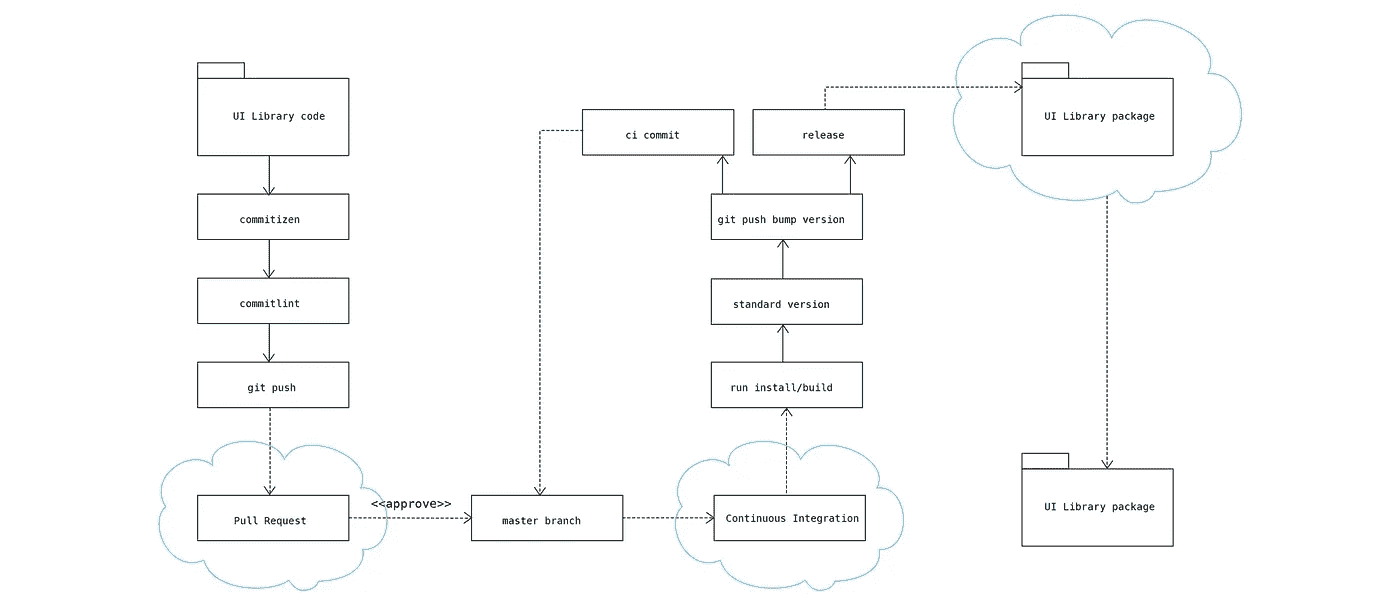 UI Library code
commitizen
commitlint
git push
Pull Request
<<approve>>
master branch
ci commit
release
git push bump version
standard version
run install/build
Continuous Integration
UI Library package
UI Library package